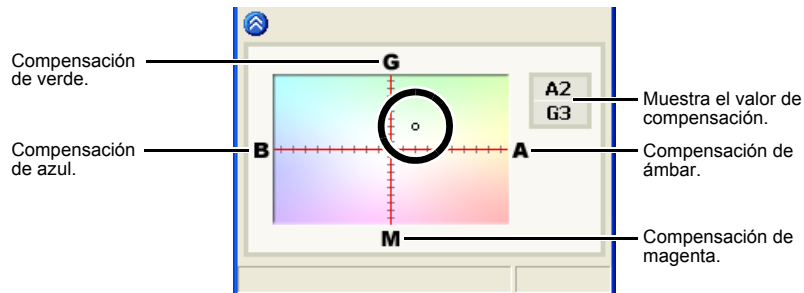 Compensación
de verde.
G
A2
G3
Muestra el valor de
compensación.
Compensación
de azul.
B
A
Compensación de
ámbar.
M
Compensación de
magenta.